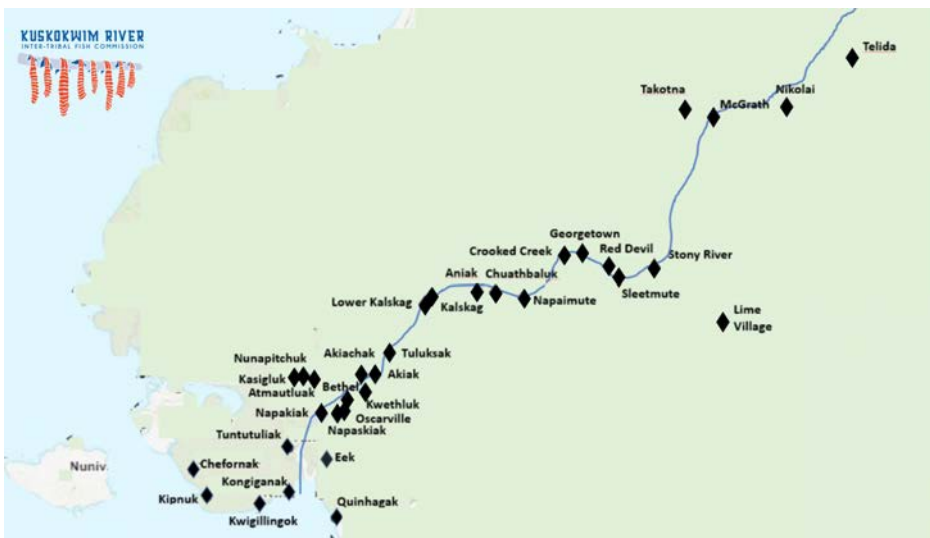 KUSKOKWIM RIVER
INTER-TRIBAL FISH COMMISSION
Telida
Takotna
Nikolai
McGrath
Georgetown
Crooked Creek
Red Devil
Stony River
Aniak
Chuathbaluk
Sleetmute
Lower Kalskag
Kalskag
Napaimute
Lime
Village
Nunapitchuk
Akiachak
Tuluksak
Kasigluk
Akiak
Atmautluak
Bethel
Kwethluk
Napakiak
Oscarville
Napaskiak
Tuntutuliak
Eek
Nuniv
Chefornak
Kongiganak
Kipnuk
Quinhagak
Kwigillingok